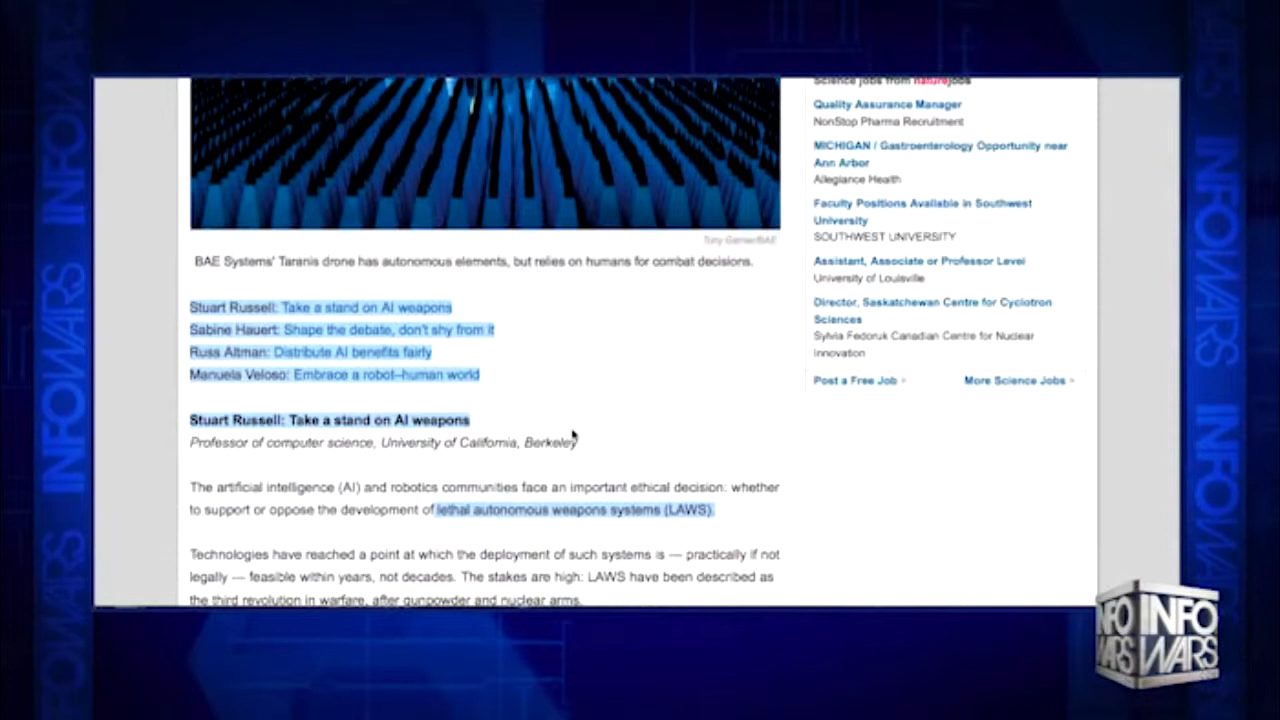 Science jobs from naturejobs
Quality Assurance Manager
NonStop Pharma Recruitment
MICHIGAN / Gastroenterology Opportunity near
Ann Arbor
Allegiance Health
Faculty Positions Available in Southwest
University
SOUTHWEST UNIVERSITY
Assistant, Associate or Professor Level
University of Louisville
Director, Saskatchewan Centre for Cyclotron
Sciences
Sylvia Fedoruk Canadian Centre for Nuclear
Innovation
Post a Free Job
More Science Jobs
BAE Systems' Taranis drone has autonomous elements, but relies on humans for combat decisions.
Stuart Russell: Take a stand on AI weapons
Sabine Hauert: Shape the debate, don't shy from it
Russ Altman: Distribute AI benefits fairly
Manuela Veloso: Embrace a robot–human world
Stuart Russell: Take a stand on AI weapons
Professor of computer science, University of California, Berkeley
The artificial intelligence (AI) and robotics communities face an important ethical decision: whether
to support or oppose the development of lethal autonomous weapons systems (LAWS).
Technologies have reached a point at which the deployment of such systems is — practically if not
legally — feasible within years, not decades. The stakes are high: LAWS have been described as
the third revolution in warfare, after gunpowder and nuclear arms.
INFOWARS
INFOWARS
INFO
WARS